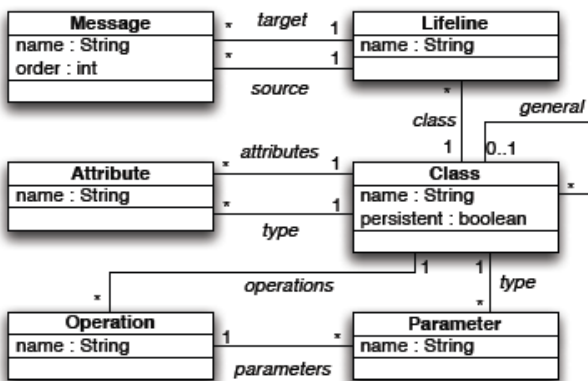 Message
name : String
order : int
* target 1
* 1
source
Lifeline
name : String
*
class
1
general
0..1
*
Attribute
name : String
* attributes 1
* 1
type
Class
name : String
persistent : boolean
1
operations
*
1
type
*
Operation
name : String
1 *
parameters
Parameter
name : String